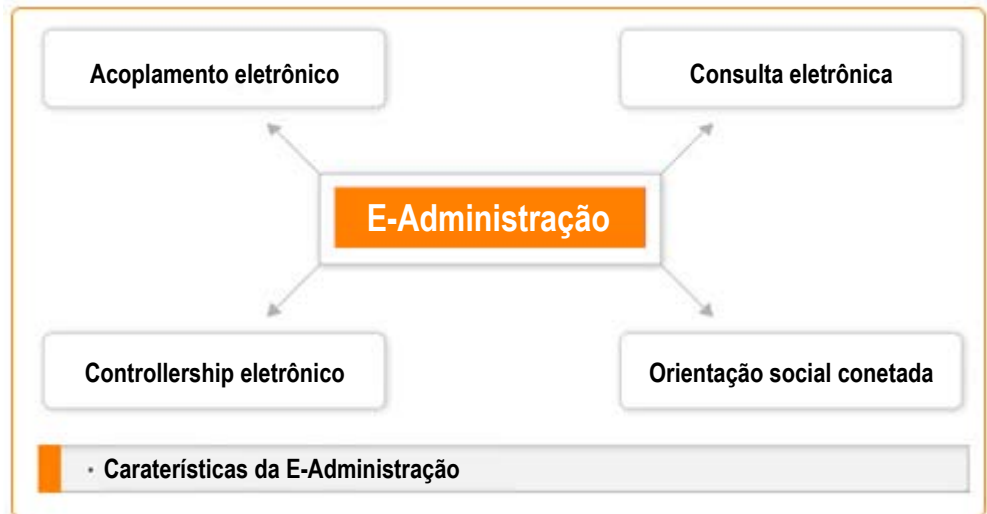 Acoplamento eletrônico
Consulta eletrônica
E-Administração
Controllership eletrônico
Orientação social conetada
· Caraterísticas da E-Administração